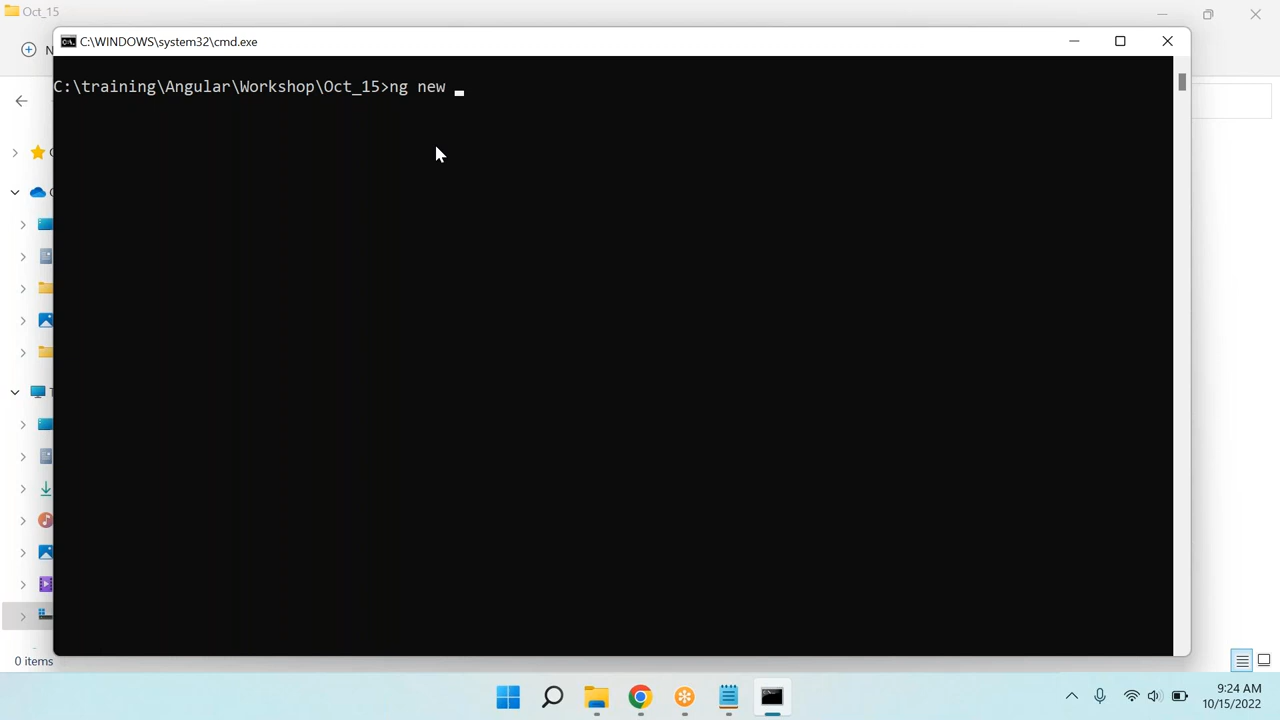 Oct_15
C:\WINDOWS\system32\cmd.exe
N
C:\training\Angular\Workshop\Oct_15>ng new
0 items
9:24 AM
10/15/2022